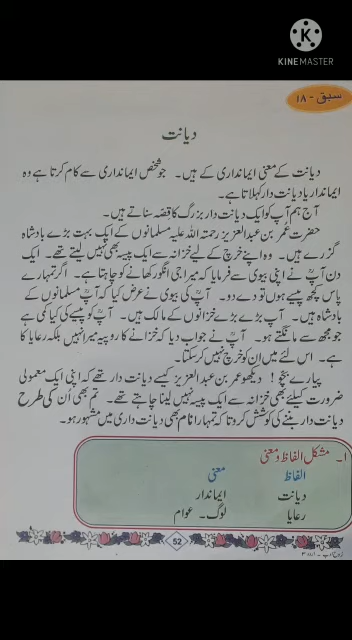 KINEMASTER
سبق - ۱۸
دیانت
دیانت کے معنی ایمانداری کے ہیں۔ جو شخص ایمانداری سے کام کرتا ہے وہ
ایماندار یا دیانت دار کہلاتا ہے۔
آج ہم آپ کو ایک دیانت دار بزرگ کا قصہ سناتے ہیں۔
حضرت عمر بن عبدالعزیز رحمتہ اللہ علیہ مسلمانوں کے ایک بہت بڑے بادشاہ
گزرے ہیں۔ وہ اپنے خرچ کے لیے خزانہ سے ایک پیسہ بھی نہیں لیتے تھے۔ ایک
دن آپؒ نے اپنی بیوی سے فرمایا کہ میرا جی انگور کھانے کو چاہتا ہے۔ اگر تمہارے
پاس کچھ پیسے ہوں تو دے دو۔ آپؒ کی بیوی نے عرض کیا کہ آپؒ مسلمانوں کے
بادشاہ ہیں۔ آپ بڑے بڑے خزانوں کے مالک ہیں۔ آپؒ کو پیسے کی کیا کمی ہے
جو مجھ سے مانگتے ہو۔ آپؒ نے جواب دیا کہ خزانے کا روپیہ میرا نہیں بلکہ رعایا کا
ہے۔ اس لئے میں ان کو خرچ نہیں کر سکتا۔
پیارے بچو! دیکھو عمر بن عبدالعزیز کیسے دیانت دار تھے کہ اپنی ایک معمولی
ضرورت کیلئے بھی خزانہ سے ایک پیسہ نہیں لینا چاہتے تھے۔ تم بھی اُن کی طرح
دیانت دار بننے کی کوشش کرو تا کہ تمہارا نام بھی دیانت داری میں مشہور ہو۔
۱۔ مشکل الفاظ و معنی
الفاظ معنی
دیانت ایماندار
رعایا لوگ۔ عوام
52